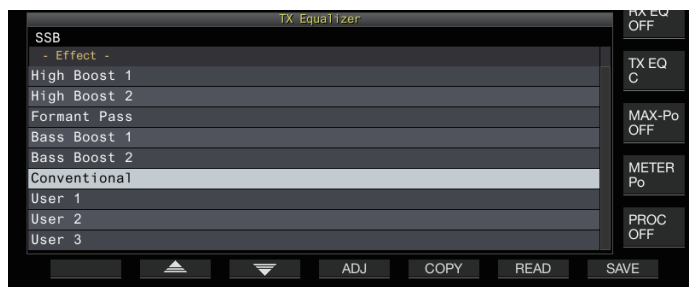 TX Equalizer
SSB
- Effect -
High Boost 1
High Boost 2
Formant Pass
Bass Boost 1
Bass Boost 2
Conventional
User 1
User 2
User 3
RX EQ
OFF
TX EQ
C
MAX-Po
OFF
METER
Po
PROC
OFF
ADJ COPY READ SAVE